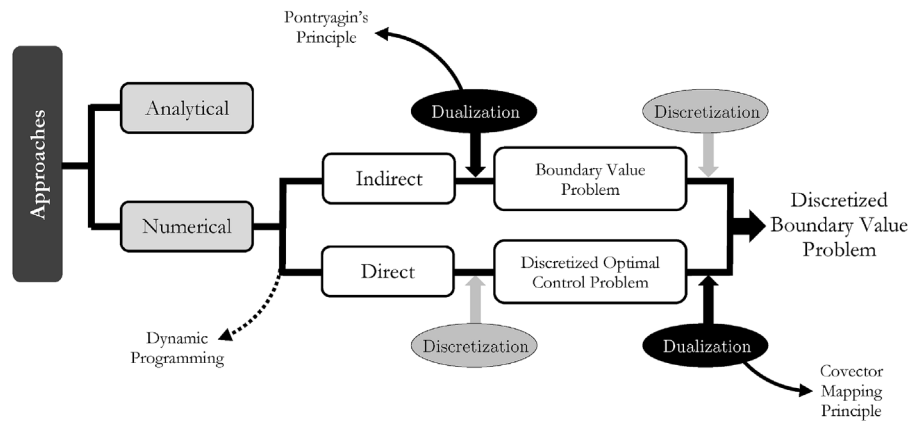 Pontryagin's
Principle
Approaches
Analytical
Dualization
Discretization
Indirect
Boundary Value
Problem
Numerical
Discretized
Boundary Value
Problem
Direct
Discretized Optimal
Control Problem
Dynamic
Programming
Discretization
Dualization
Covector
Mapping
Principle